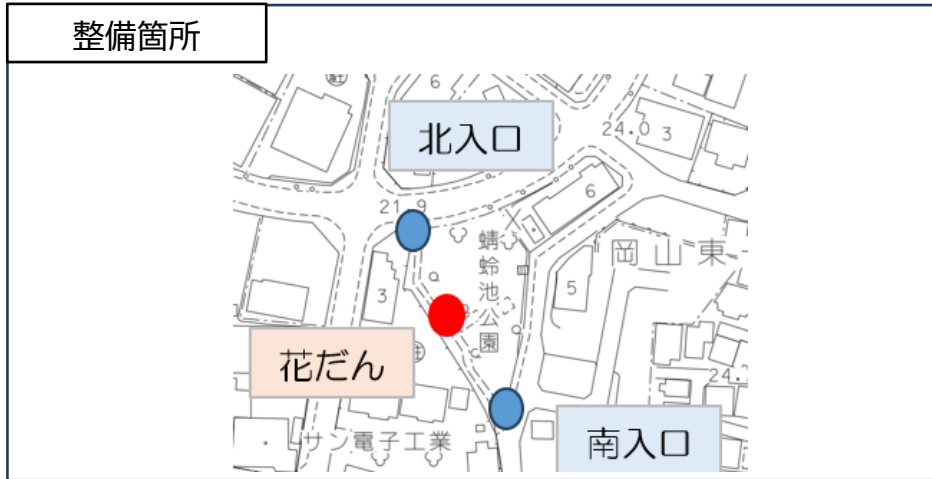 整備箇所
6
北入口
24.0
3
21.9
6
蜻蛉池公園
岡山東
3
5
花だん
24.
サン電子工業
南入口